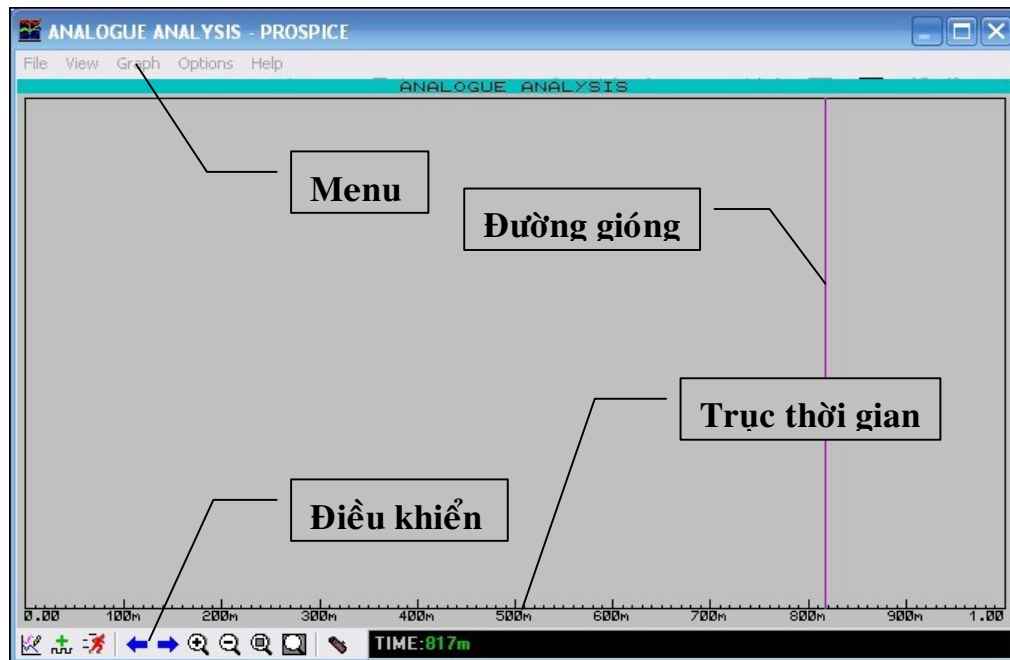 ANALOGUE ANALYSIS - PROSPICE
File View Graph Options Help
ANALOGUE ANALYSIS
Menu
Đường gióng
Trục thời gian
Điều khiển
0.00 100m 200m 300m 400m 500m 600m 700m 800m 900m 1.00
TIME:817m